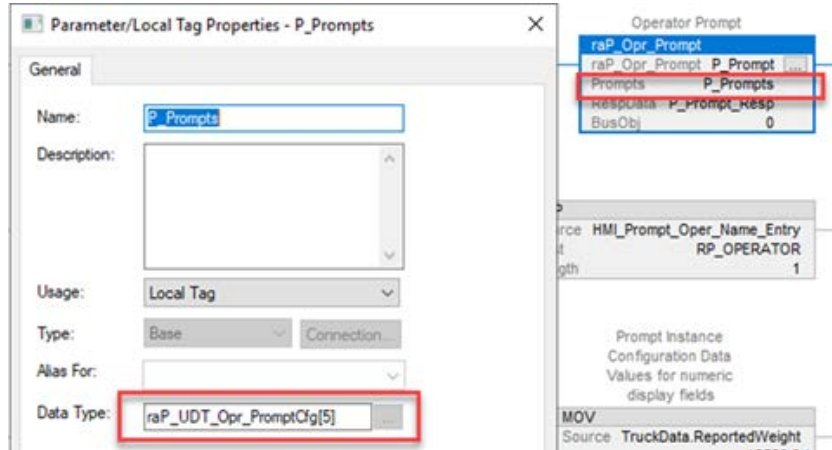 Parameter/Local Tag Properties - P_Prompts
General
Name:
P_Prompts
Description:
Usage:
Local Tag
Type:
Base
Connection...
Alias For:
Data Type:
raP_UDT_Opr_PromptCfg[5]
...
Operator Prompt
raP_Opr_Prompt
raP_Opr_Prompt P_Prompt ...
Prompts P_Prompts
RespData P_Prompt_Resp
BusObj 0
HMI_Prompt_Oper_Name_Entry
RP_OPERATOR
1
Prompt Instance
Configuration Data
Values for numeric
display fields
MOV
Source TruckData.ReportedWeight